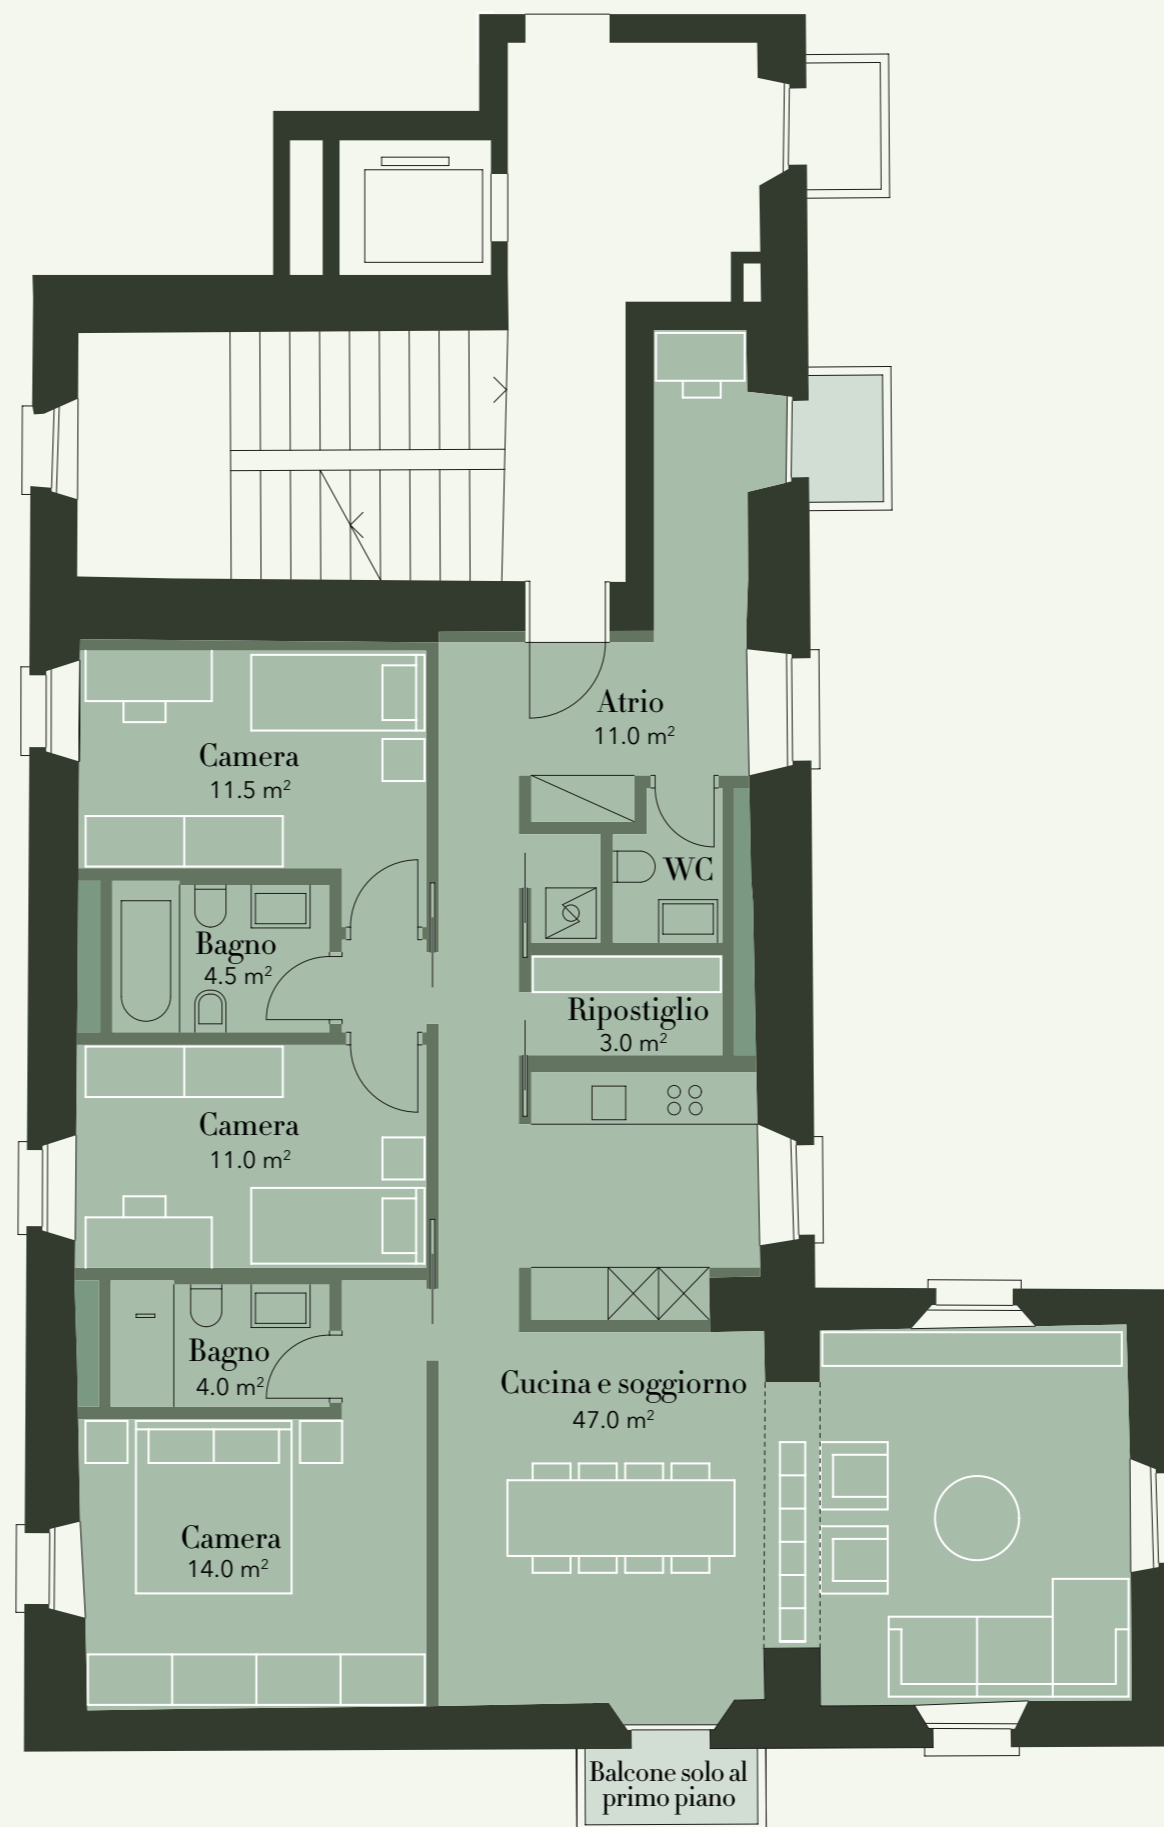 Atrio
11.0 m²
Camera
11.5 m²
WC
Bagno
4.5 m²
Ripostiglio
3.0 m²
Camera
11.0 m²
Bagno
4.0 m²
Cucina e soggiorno
47.0 m²
Camera
14.0 m²
Balcone solo al
primo piano